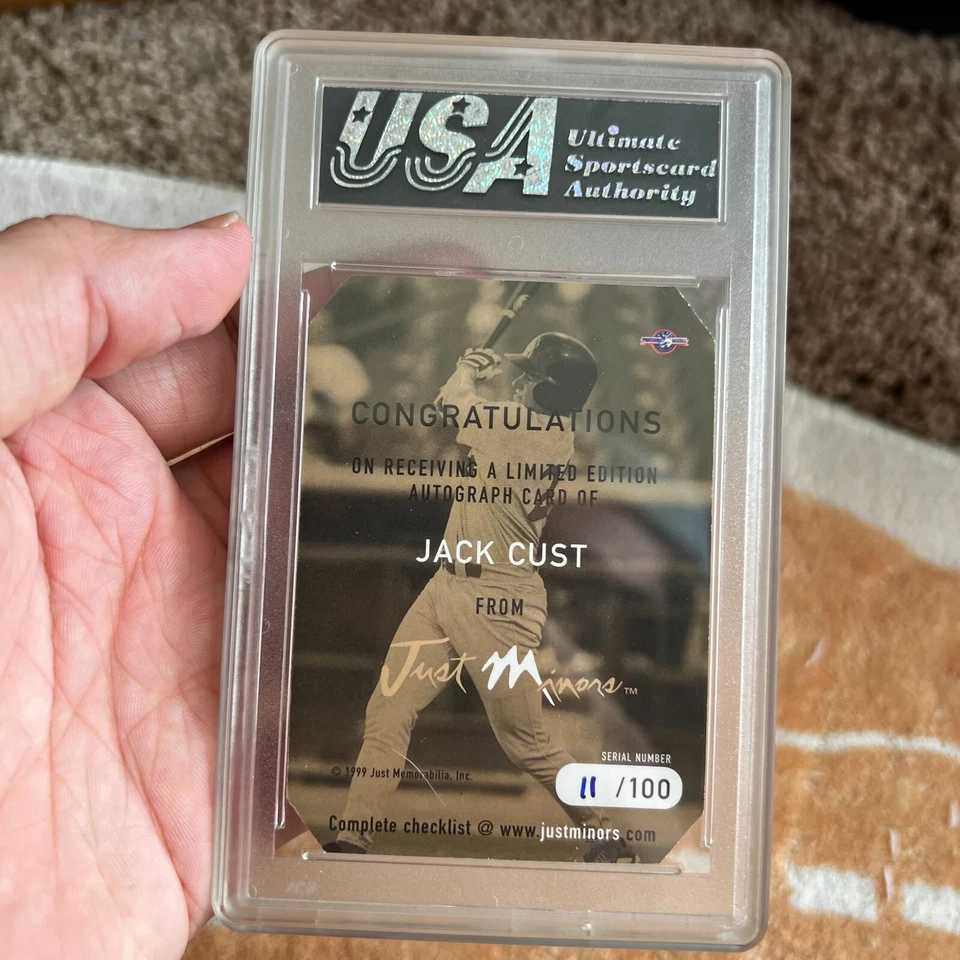 USA
Ultimate
Sportscard
Authority
CONGRATULATIONS
ON RECEIVING A LIMITED EDITION
AUTOGRAPH CARD OF
JACK CUST
FROM
Just Minors™
SERIAL NUMBER
11 /100
© 1999 Just Memorabilia, Inc.
Complete checklist @ www.justminors.com